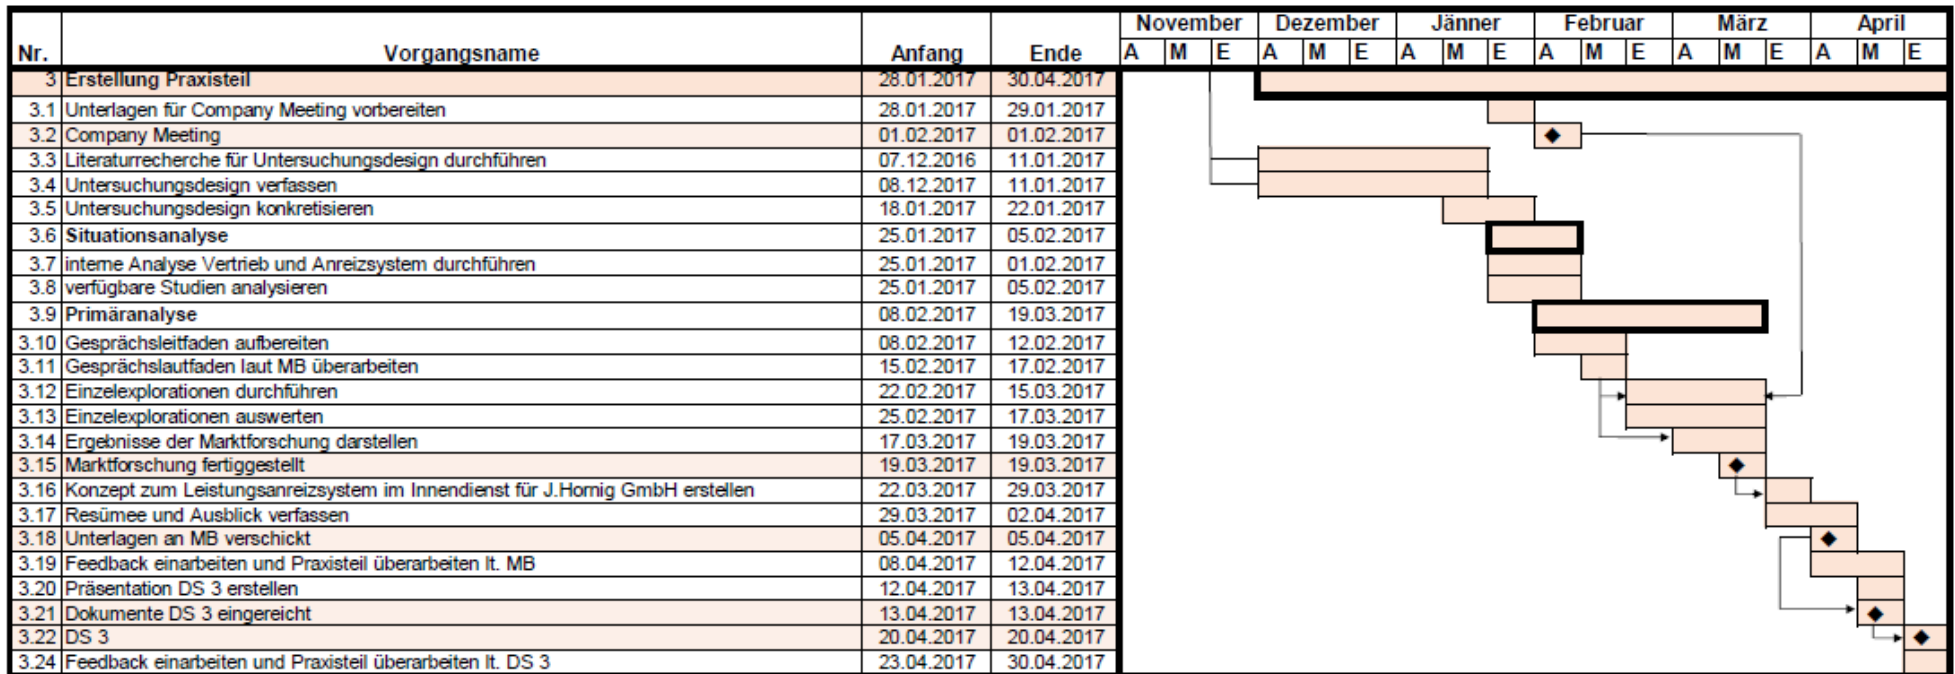 November Dezember Jänner Februar März April
Nr. Vorgangsname Anfang Ende A M E A M E A M E A M E A M E A M E
3 Erstellung Praxisteil 28.01.2017 30.04.2017
3.1 Unterlagen für Company Meeting vorbereiten 28.01.2017 29.01.2017
3.2 Company Meeting 01.02.2017 01.02.2017
3.3 Literaturrecherche für Untersuchungsdesign durchführen 07.12.2016 11.01.2017
3.4 Untersuchungsdesign verfassen 08.12.2017 11.01.2017
3.5 Untersuchungsdesign konkretisieren 18.01.2017 22.01.2017
3.6 Situationsanalyse 25.01.2017 05.02.2017
3.7 interne Analyse Vertrieb und Anreizsystem durchführen 25.01.2017 01.02.2017
3.8 verfügbare Studien analysieren 25.01.2017 05.02.2017
3.9 Primäranalyse 08.02.2017 19.03.2017
3.10 Gesprächsleitfaden aufbereiten 08.02.2017 12.02.2017
3.11 Gesprächslautfaden laut MB überarbeiten 15.02.2017 17.02.2017
3.12 Einzelexplorationen durchführen 22.02.2017 15.03.2017
3.13 Einzelexplorationen auswerten 25.02.2017 17.03.2017
3.14 Ergebnisse der Marktforschung darstellen 17.03.2017 19.03.2017
3.15 Marktforschung fertiggestellt 19.03.2017 19.03.2017
3.16 Konzept zum Leistungsanreizsystem im Innendienst für J.Hornig GmbH erstellen 22.03.2017 29.03.2017
3.17 Resümee und Ausblick verfassen 29.03.2017 02.04.2017
3.18 Unterlagen an MB verschickt 05.04.2017 05.04.2017
3.19 Feedback einarbeiten und Praxisteil überarbeiten lt. MB 08.04.2017 12.04.2017
3.20 Präsentation DS 3 erstellen 12.04.2017 13.04.2017
3.21 Dokumente DS 3 eingereicht 13.04.2017 13.04.2017
3.22 DS 3 20.04.2017 20.04.2017
3.24 Feedback einarbeiten und Praxisteil überarbeiten lt. DS 3 23.04.2017 30.04.2017